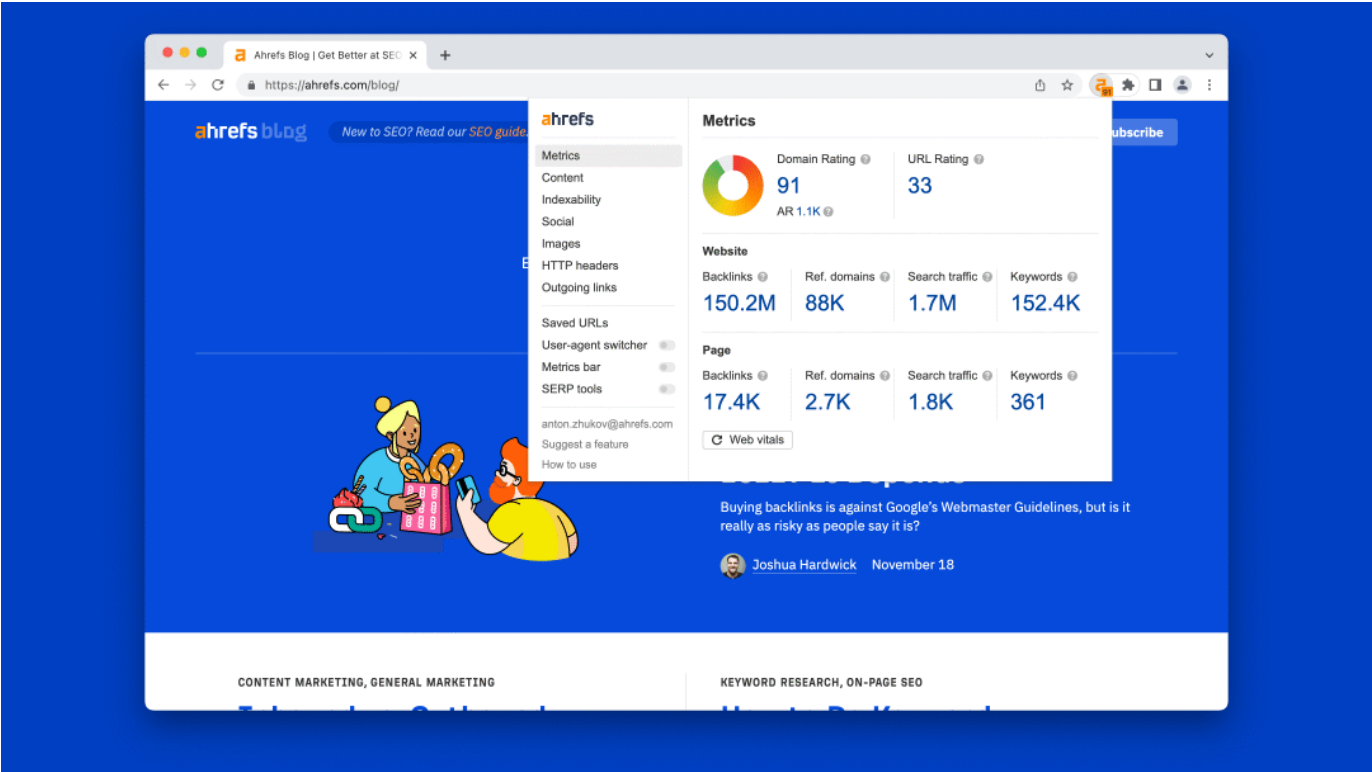 Ahrefs Blog | Get Better at SEO
https://ahrefs.com/blog/
91
ahrefs blog
New to SEO? Read our SEO guide.
ubscribe
ahrefs
Metrics
Content
Indexability
Social
Images
HTTP headers
Outgoing links
Saved URLs
User-agent switcher
Metrics bar
SERP tools
anton.zhukov@ahrefs.com
Suggest a feature
How to use
Metrics
Domain Rating
91
AR 1.1K
URL Rating
33
Website
Backlinks Ref. domains Search traffic Keywords
150.2M 88K 1.7M 152.4K
Page
Backlinks Ref. domains Search traffic Keywords
17.4K 2.7K 1.8K 361
Web vitals
Buying backlinks is against Google's Webmaster Guidelines, but is it
really as risky as people say it is?
Joshua Hardwick November 18
CONTENT MARKETING, GENERAL MARKETING
KEYWORD RESEARCH, ON-PAGE SEO